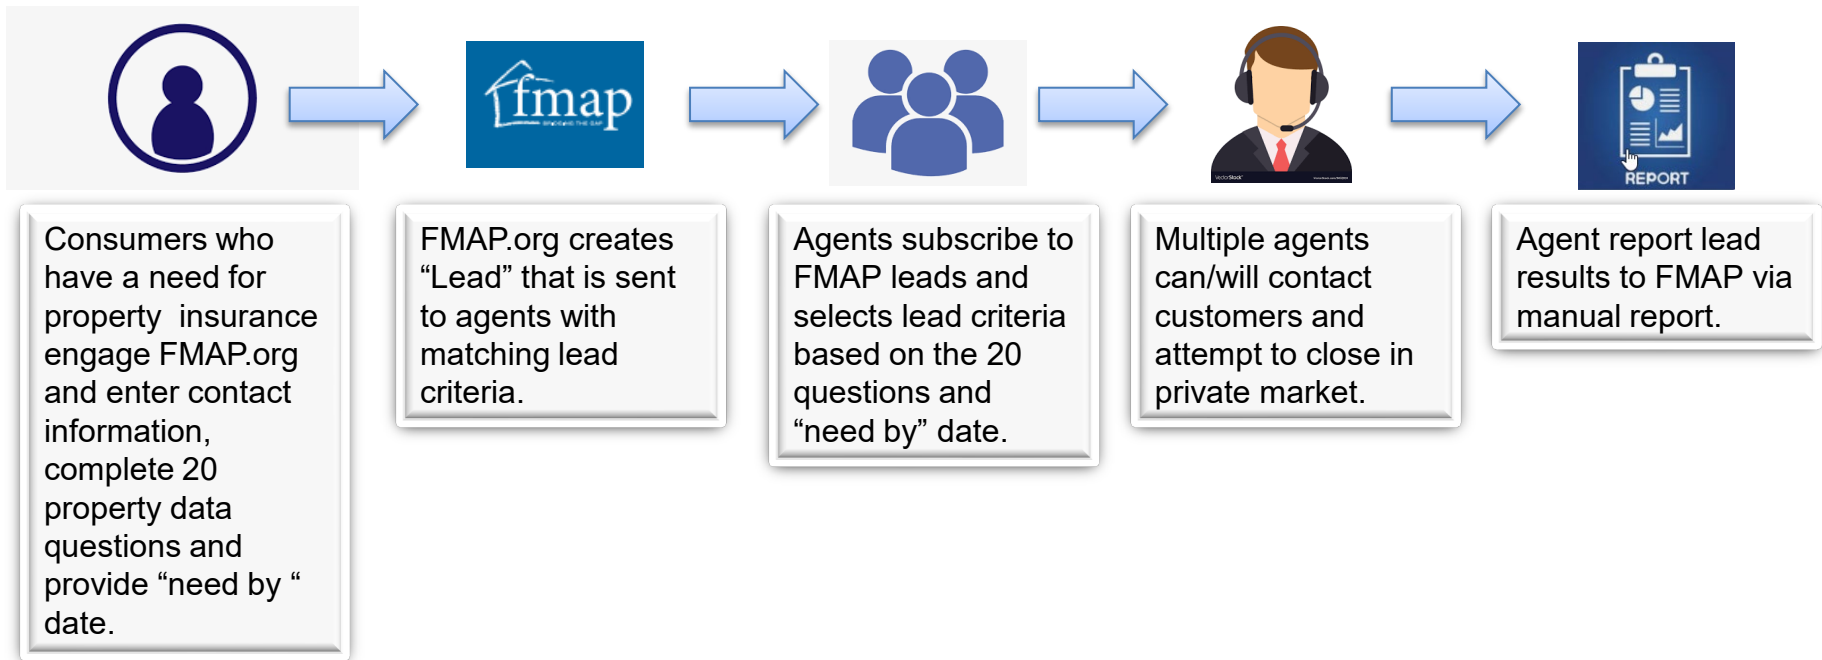 fmap
BRIDGING THE GAP
VectorStock®
REPORT
Consumers who
have a need for
property  insurance
engage FMAP.org
and enter contact
information,
complete 20
property data
questions and
provide “need by “
date.
FMAP.org creates
“Lead” that is sent
to agents with
matching lead
criteria.
Agents subscribe to
FMAP leads and
selects lead criteria
based on the 20
questions and
“need by” date.
Multiple agents
can/will contact
customers and
attempt to close in
private market.
Agent report lead
results to FMAP via
manual report.